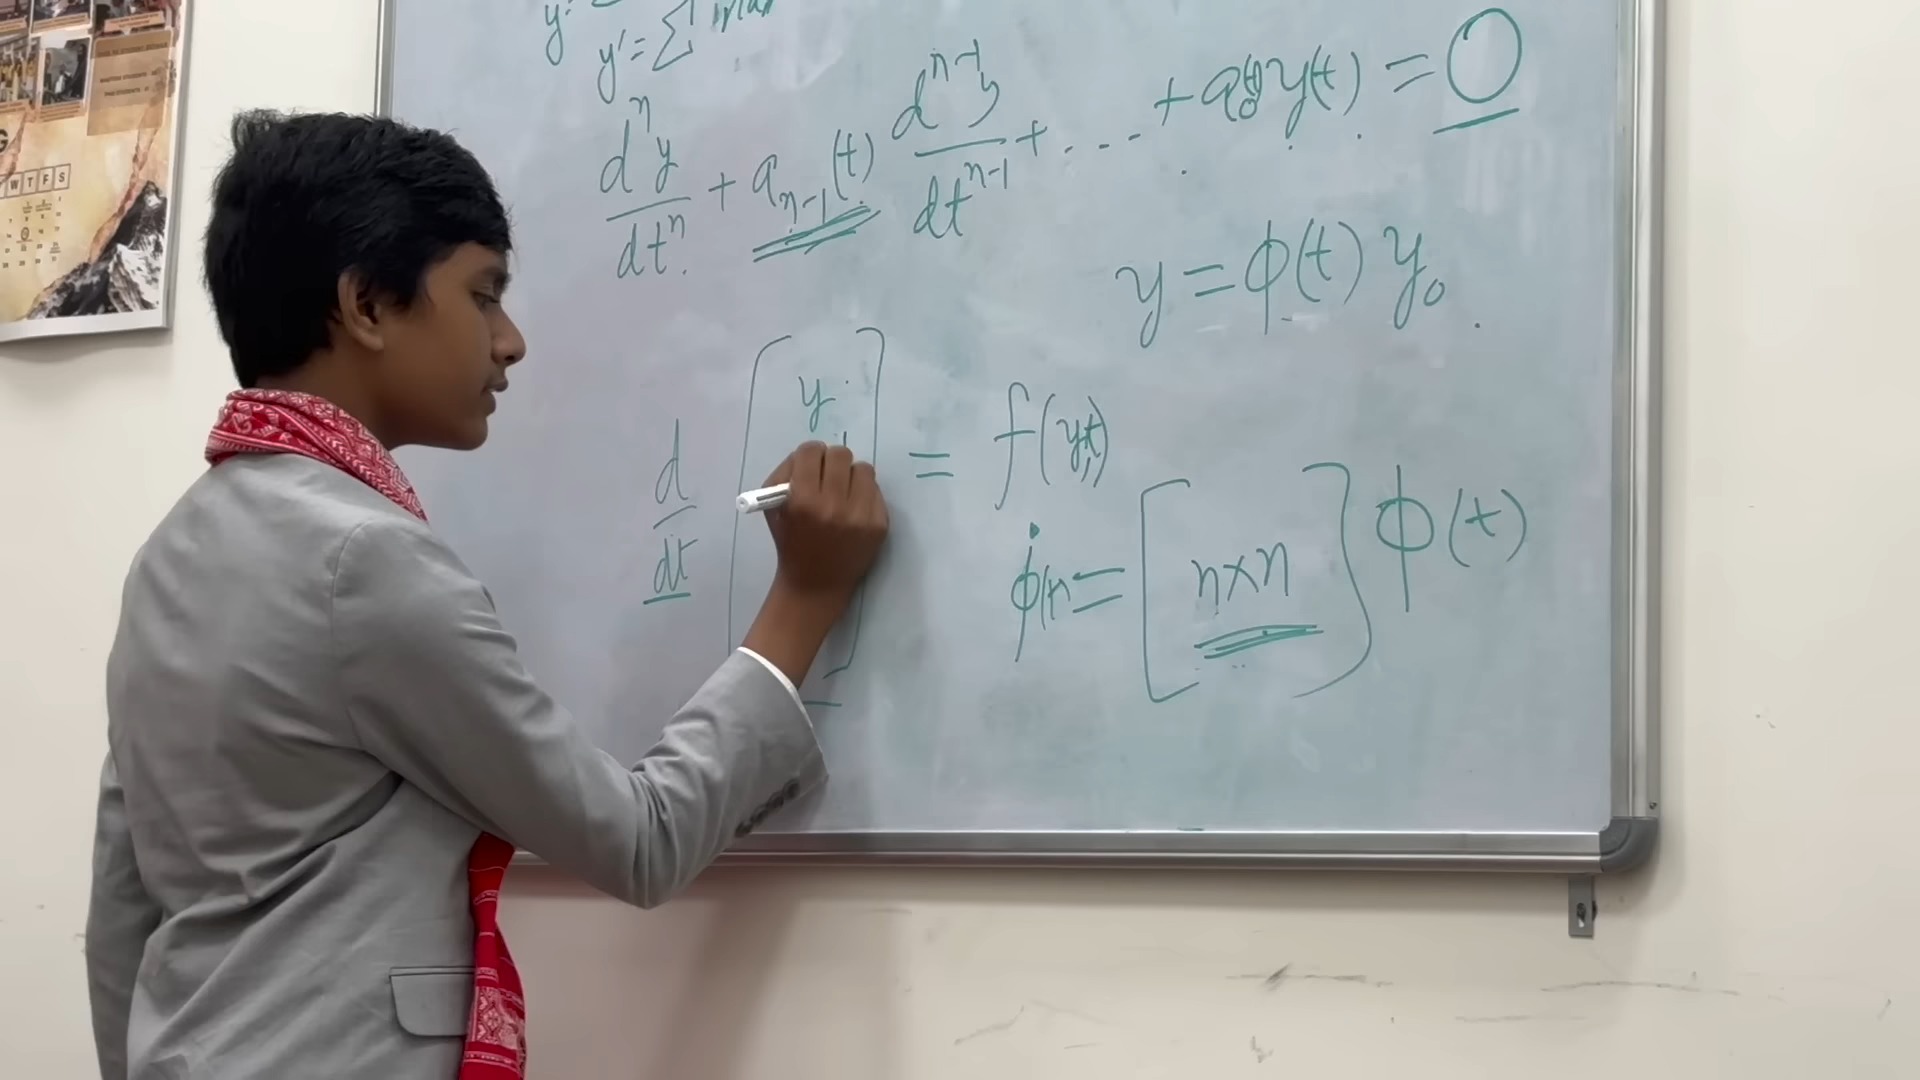 y' = ∑
dⁿy/dtⁿ + aₙ₋₁(t) dⁿ⁻¹y/dtⁿ⁻¹ + ... + a₀(t) y(t) = 0
y = φ(t) y₀
d/dt [ y ] = f(y,t)
φ̇(t) = [ n×n ] φ(t)
W T F S